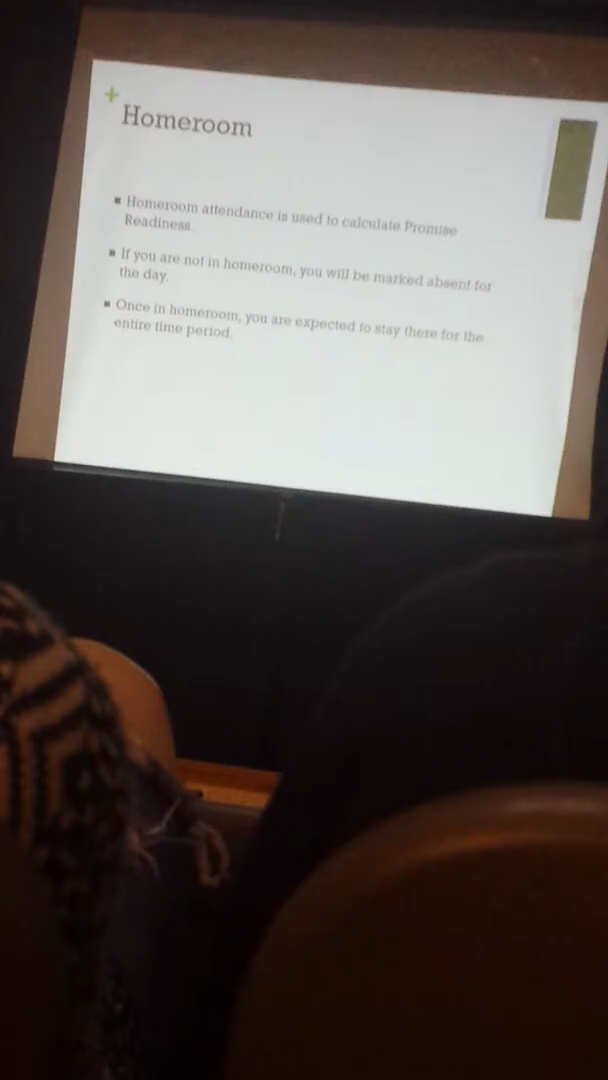 +
Homeroom
▪ Homeroom attendance is used to calculate Promise
Readiness.
▪ If you are not in homeroom, you will be marked absent for
the day.
▪ Once in homeroom, you are expected to stay there for the
entire time period.